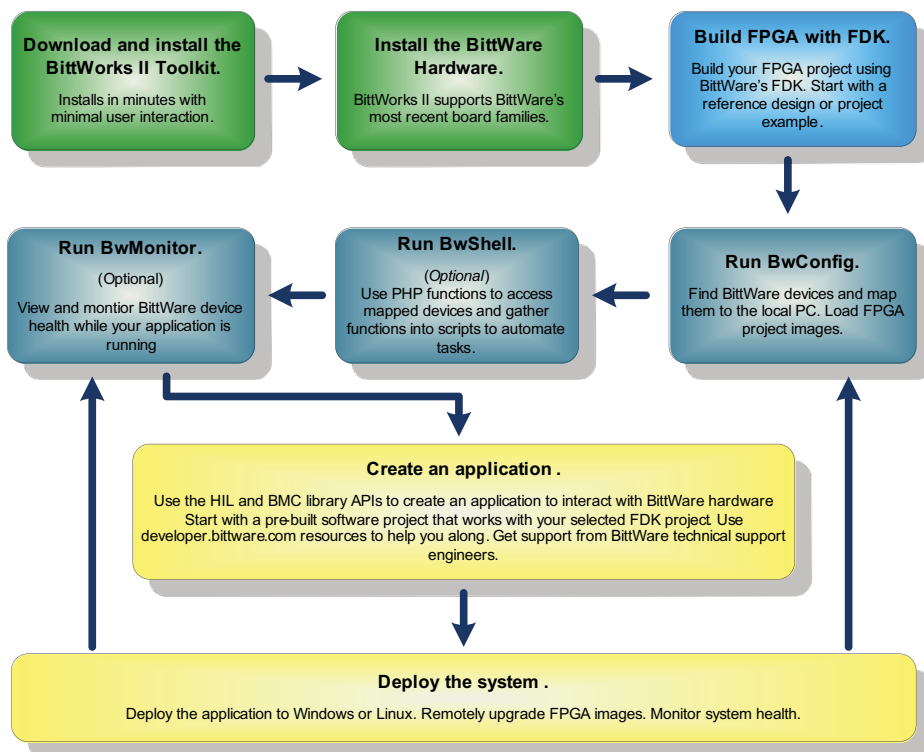 Download and install the
BittWorks II Toolkit.
Installs in minutes with
minimal user interaction.
Install the BittWare
Hardware.
BittWorks II supports BittWare's
most recent board families.
Build FPGA with FDK.
Build your FPGA project using
BittWare's FDK. Start with a
reference design or project
example.
Run BwMonitor.
(Optional)
View and montior BittWare device
health while your application is
running
Run BwShell.
(Optional)
Use PHP functions to access
mapped devices and gather
functions into scripts to automate
tasks.
Run BwConfig.
Find BittWare devices and map
them to the local PC. Load FPGA
project images.
Create an application .
Use the HIL and BMC library APIs to create an application to interact with BittWare hardware
Start with a pre-built software project that works with your selected FDK project. Use
developer.bittware.com resources to help you along. Get support from BittWare technical support
engineers.
Deploy the system .
Deploy the application to Windows or Linux. Remotely upgrade FPGA images. Monitor system health.